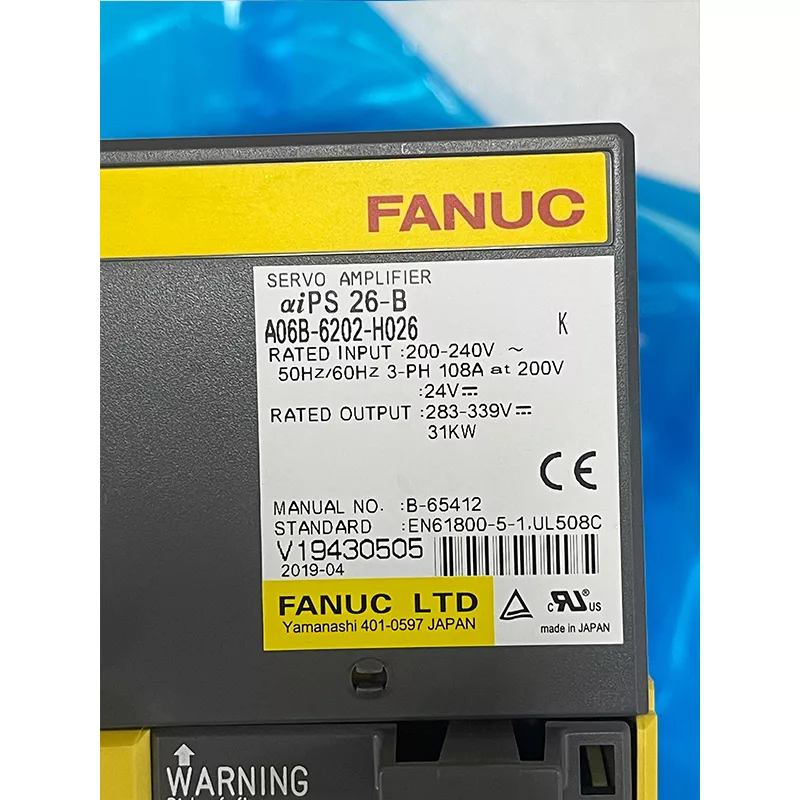 FANUC
SERVO AMPLIFIER
αiPS 26-B
A06B-6202-H026 K
RATED INPUT :200-240V ~
50Hz/60Hz 3-PH 108A at 200V
:24V⎓
RATED OUTPUT :283-339V⎓
31KW
CE
MANUAL NO. :B-65412
STANDARD :EN61800-5-1,UL508C
V19430505
2019-04
FANUC LTD
Yamanashi 401-0597 JAPAN
c RU US
made in JAPAN
WARNING